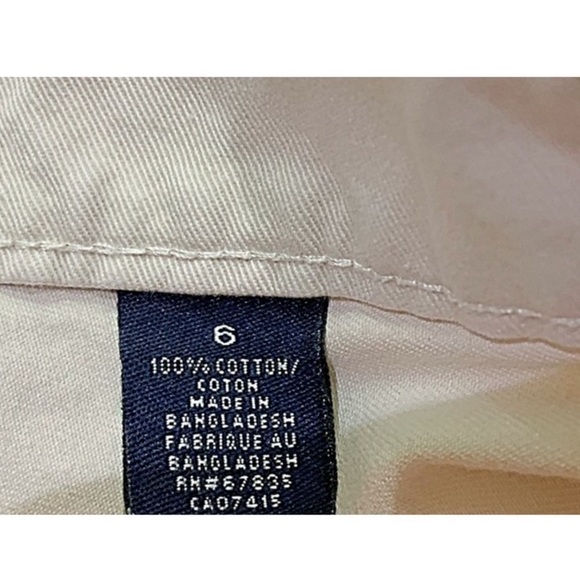 6
100% COTTON/
COTON
MADE IN
BANGLADESH
FABRIQUE AU
BANGLADESH
RN#67835
CA07415